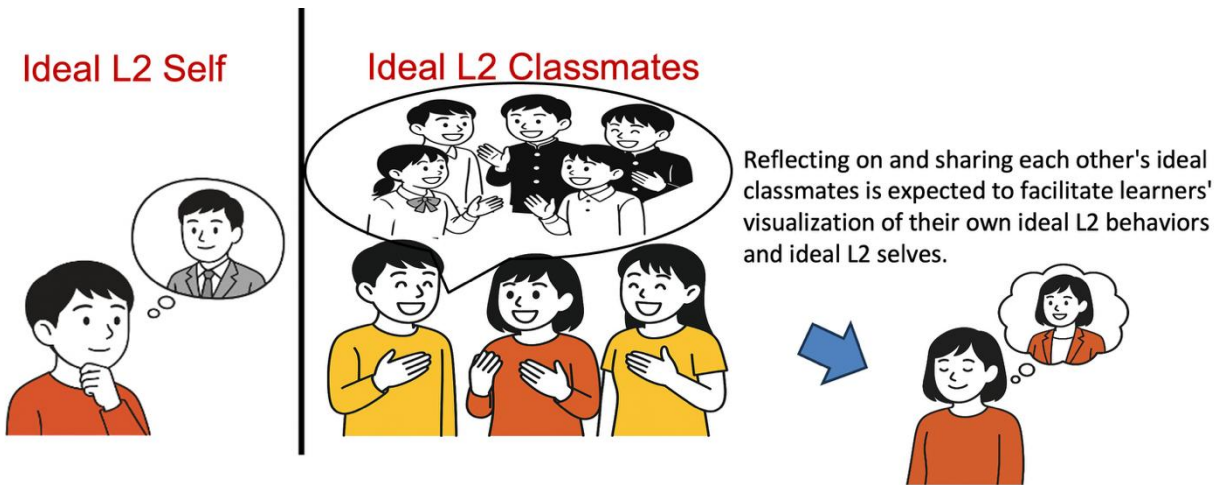 Ideal L2 Self
Ideal L2 Classmates
Reflecting on and sharing each other's ideal
classmates is expected to facilitate learners'
visualization of their own ideal L2 behaviors
and ideal L2 selves.